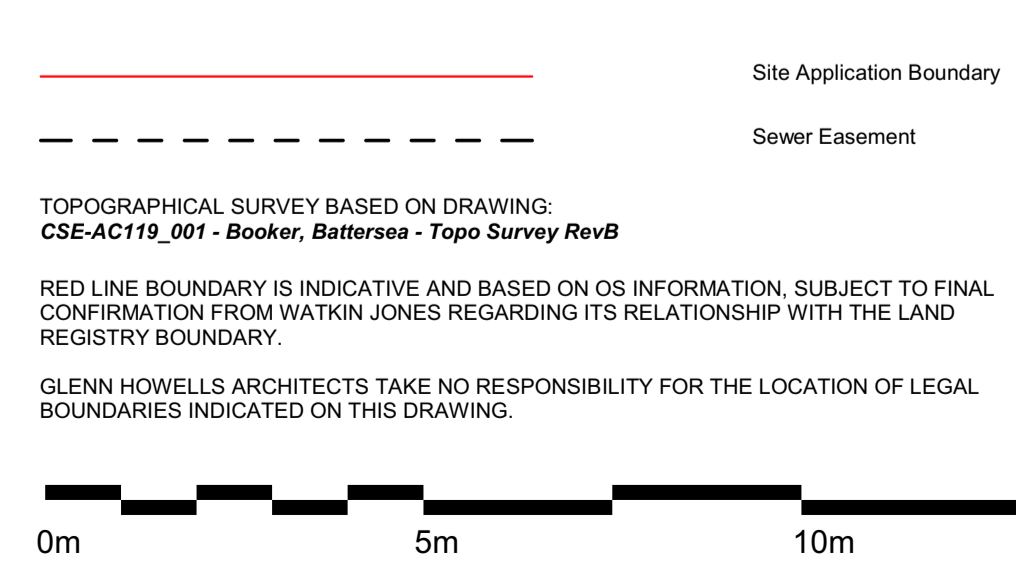 Site Application Boundary
Sewer Easement
TOPOGRAPHICAL SURVEY BASED ON DRAWING:
CSE-AC119_001 - Booker, Battersea - Topo Survey RevB
RED LINE BOUNDARY IS INDICATIVE AND BASED ON OS INFORMATION, SUBJECT TO FINAL
CONFIRMATION FROM WATKIN JONES REGARDING ITS RELATIONSHIP WITH THE LAND
REGISTRY BOUNDARY.
GLENN HOWELLS ARCHITECTS TAKE NO RESPONSIBILITY FOR THE LOCATION OF LEGAL
BOUNDARIES INDICATED ON THIS DRAWING.
0m 5m 10m